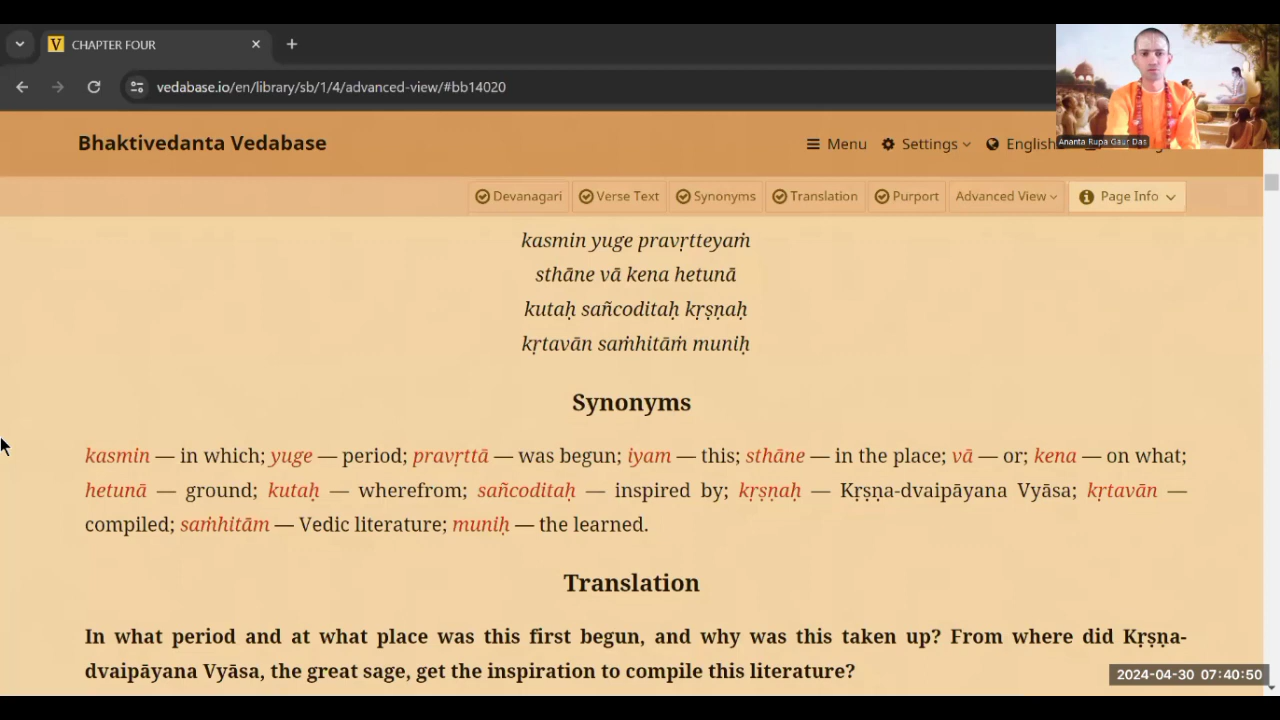 V CHAPTER FOUR
vedabase.io/en/library/sb/1/4/advanced-view/#bb14020
Ananta Rupa Gaur Das
Bhaktivedanta Vedabase
Menu Settings English
Devanagari Verse Text Synonyms Translation Purport Advanced View Page Info
kasmin yuge pravṛtteyaṁ
sthāne vā kena hetunā
kutaḥ sañcoditaḥ kṛṣṇaḥ
kṛtavān saṁhitāṁ muniḥ
Synonyms
kasmin — in which; yuge — period; pravṛttā — was begun; iyam — this; sthāne — in the place; vā — or; kena — on what;
hetunā — ground; kutaḥ — wherefrom; sañcoditaḥ — inspired by; kṛṣṇaḥ — Kṛṣṇa-dvaipāyana Vyāsa; kṛtavān —
compiled; saṁhitām — Vedic literature; muniḥ — the learned.
Translation
In what period and at what place was this first begun, and why was this taken up? From where did Kṛṣṇa-
dvaipāyana Vyāsa, the great sage, get the inspiration to compile this literature?
2024-04-30 07:40:50